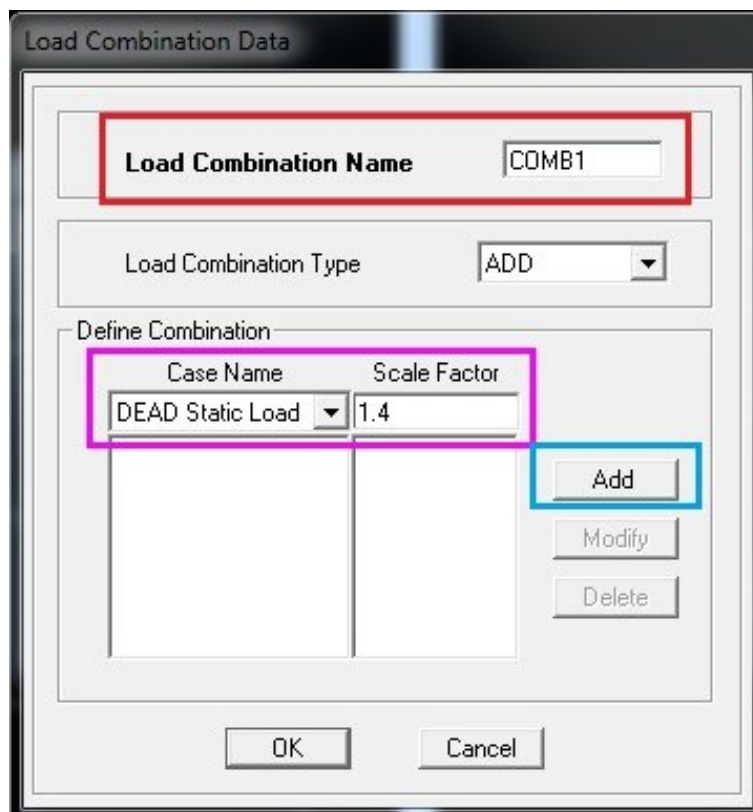 Load Combination Data
Load Combination Name COMB1
Load Combination Type ADD
Define Combination
Case Name Scale Factor
DEAD Static Load 1.4
Add
Modify
Delete
OK Cancel